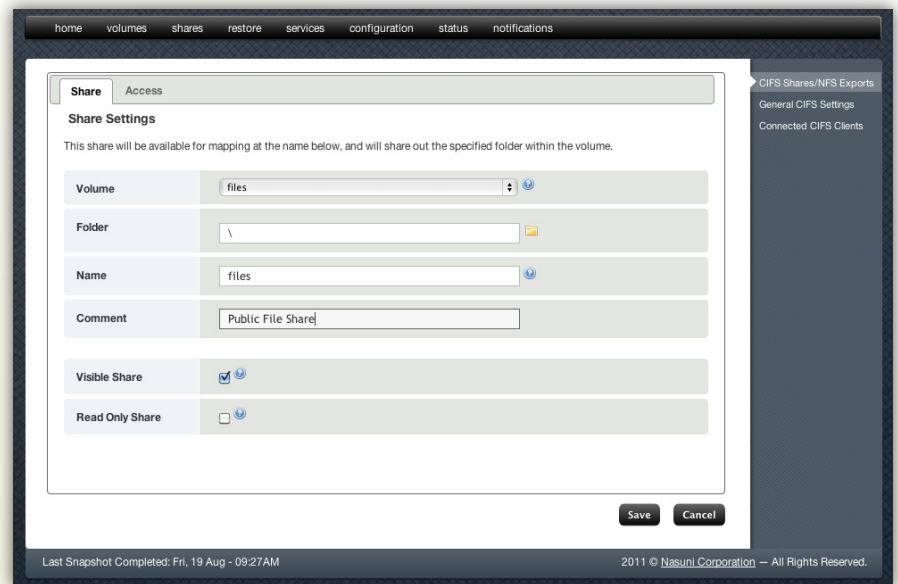 home volumes shares restore services configuration status notifications
Share Access
Share Settings
This share will be available for mapping at the name below, and will share out the specified folder within the volume.
Volume files
Folder \
Name files
Comment Public File Share
Visible Share
Read Only Share
Save Cancel
CIFS Shares/NFS Exports
General CIFS Settings
Connected CIFS Clients
Last Snapshot Completed: Fri, 19 Aug - 09:27AM
2011 © Nasuni Corporation — All Rights Reserved.